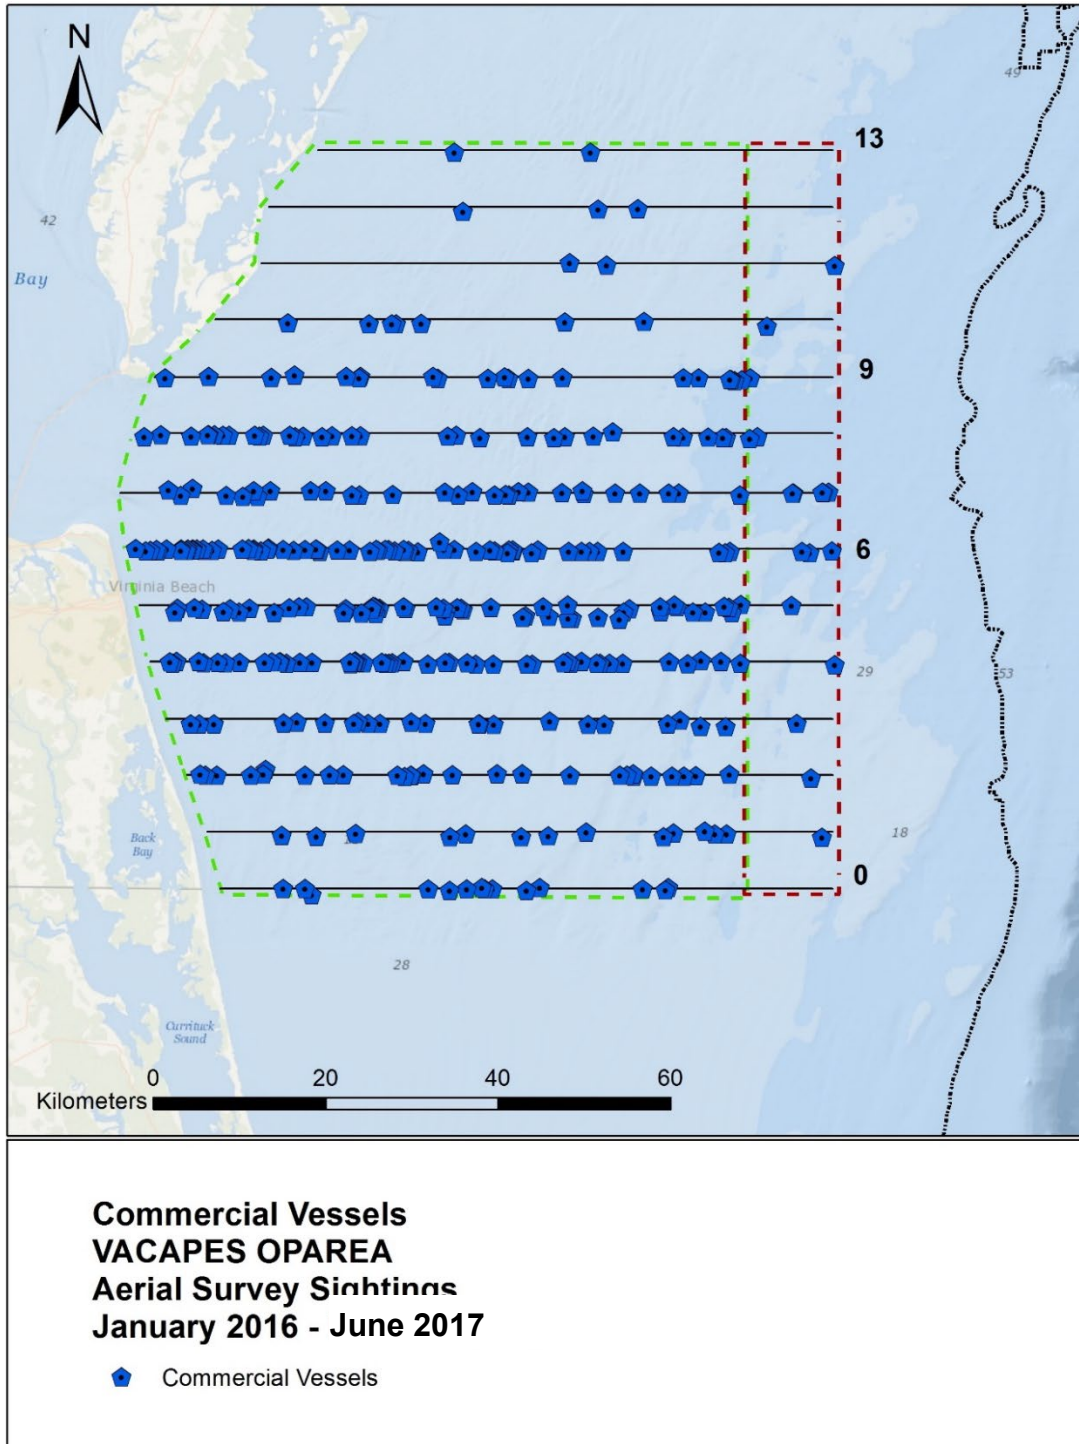 N
49
13
42
Bay
9
6
Virginia Beach
29
53
18
Back
Bay
0
28
Currituck
Sound
0 20 40 60
Kilometers
Commercial Vessels
VACAPES OPAREA
Aerial Survey Sightings
January 2016 - June 2017
Commercial Vessels